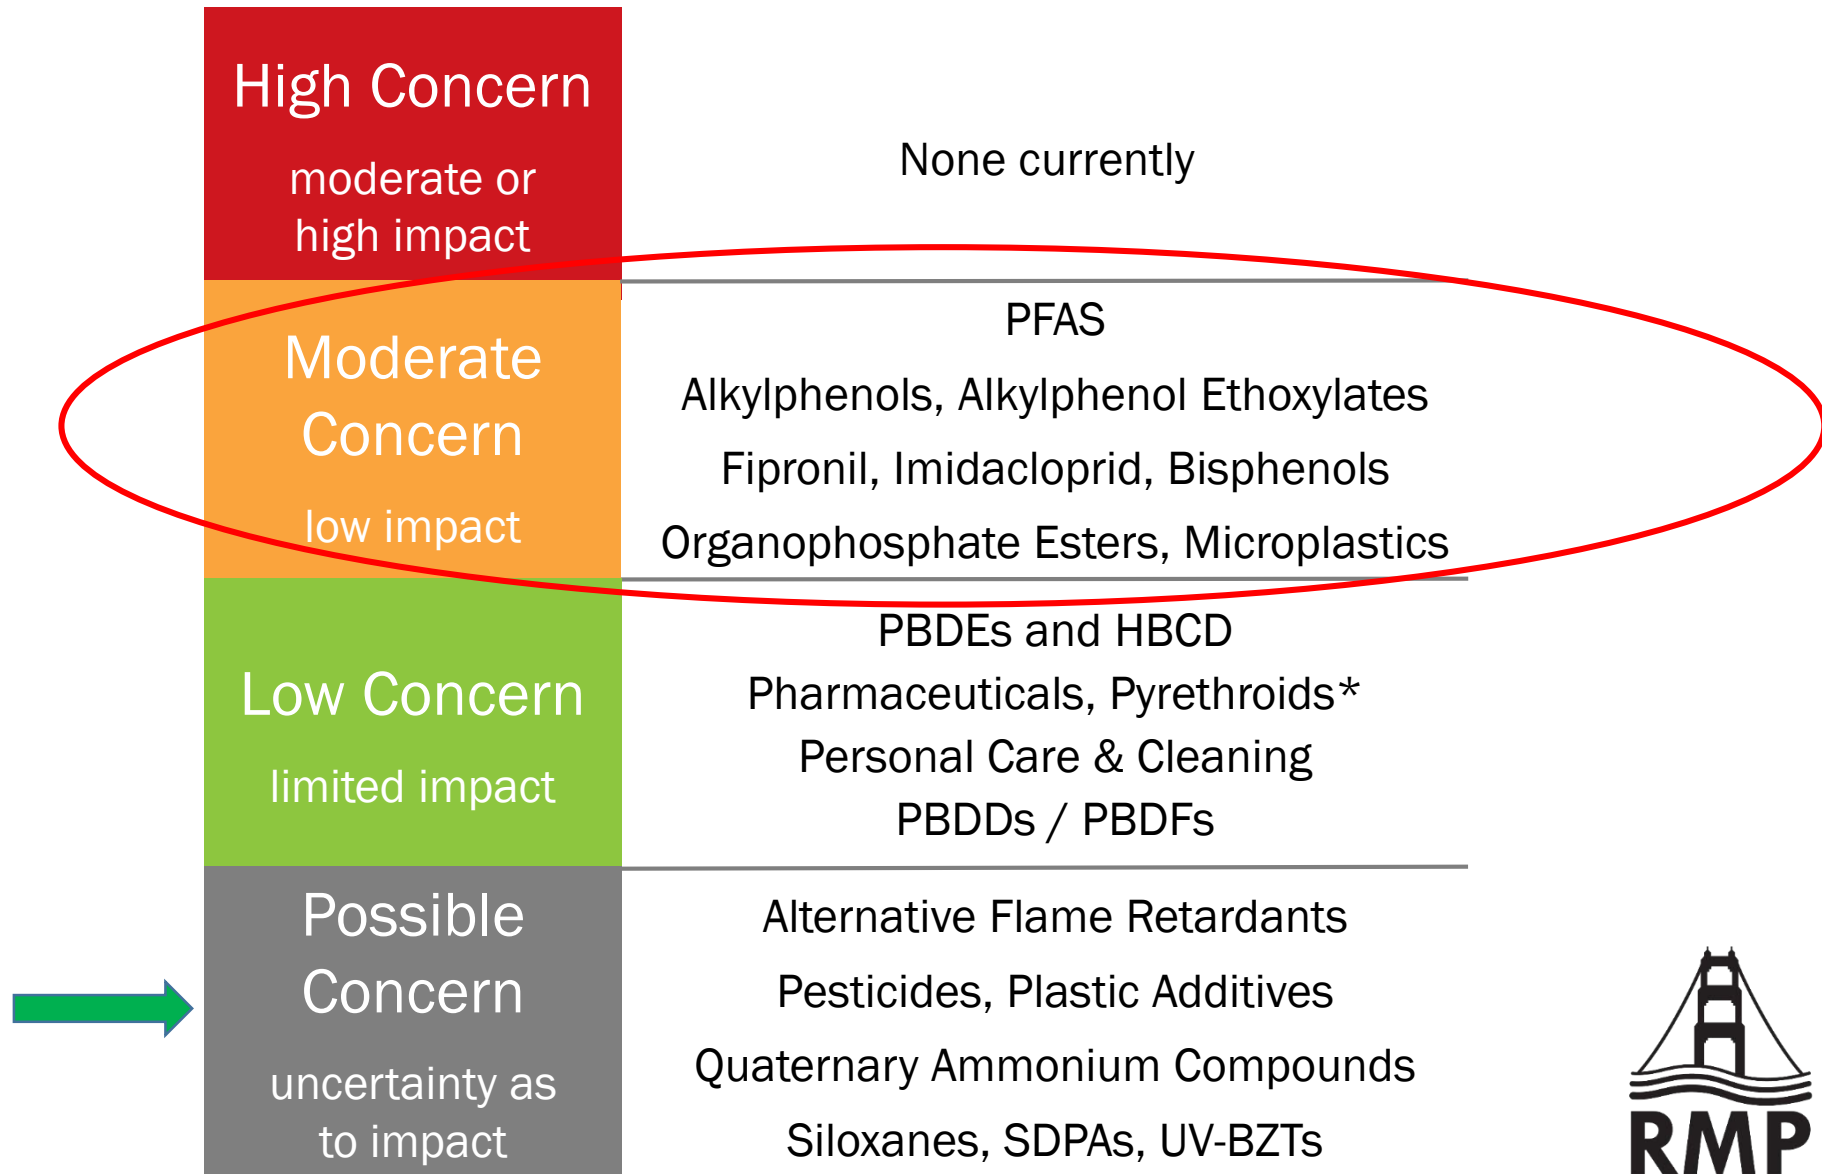 High Concern
moderate or
high impact
None currently
Moderate
Concern
low impact
PFAS
Alkylphenols, Alkylphenol Ethoxylates
Fipronil, Imidacloprid, Bisphenols
Organophosphate Esters, Microplastics
Low Concern
limited impact
PBDEs and HBCD
Pharmaceuticals, Pyrethroids*
Personal Care & Cleaning
PBDDs / PBDFs
Possible
Concern
uncertainty as
to impact
Alternative Flame Retardants
Pesticides, Plastic Additives
Quaternary Ammonium Compounds
Siloxanes, SDPAs, UV-BZTs
RMP